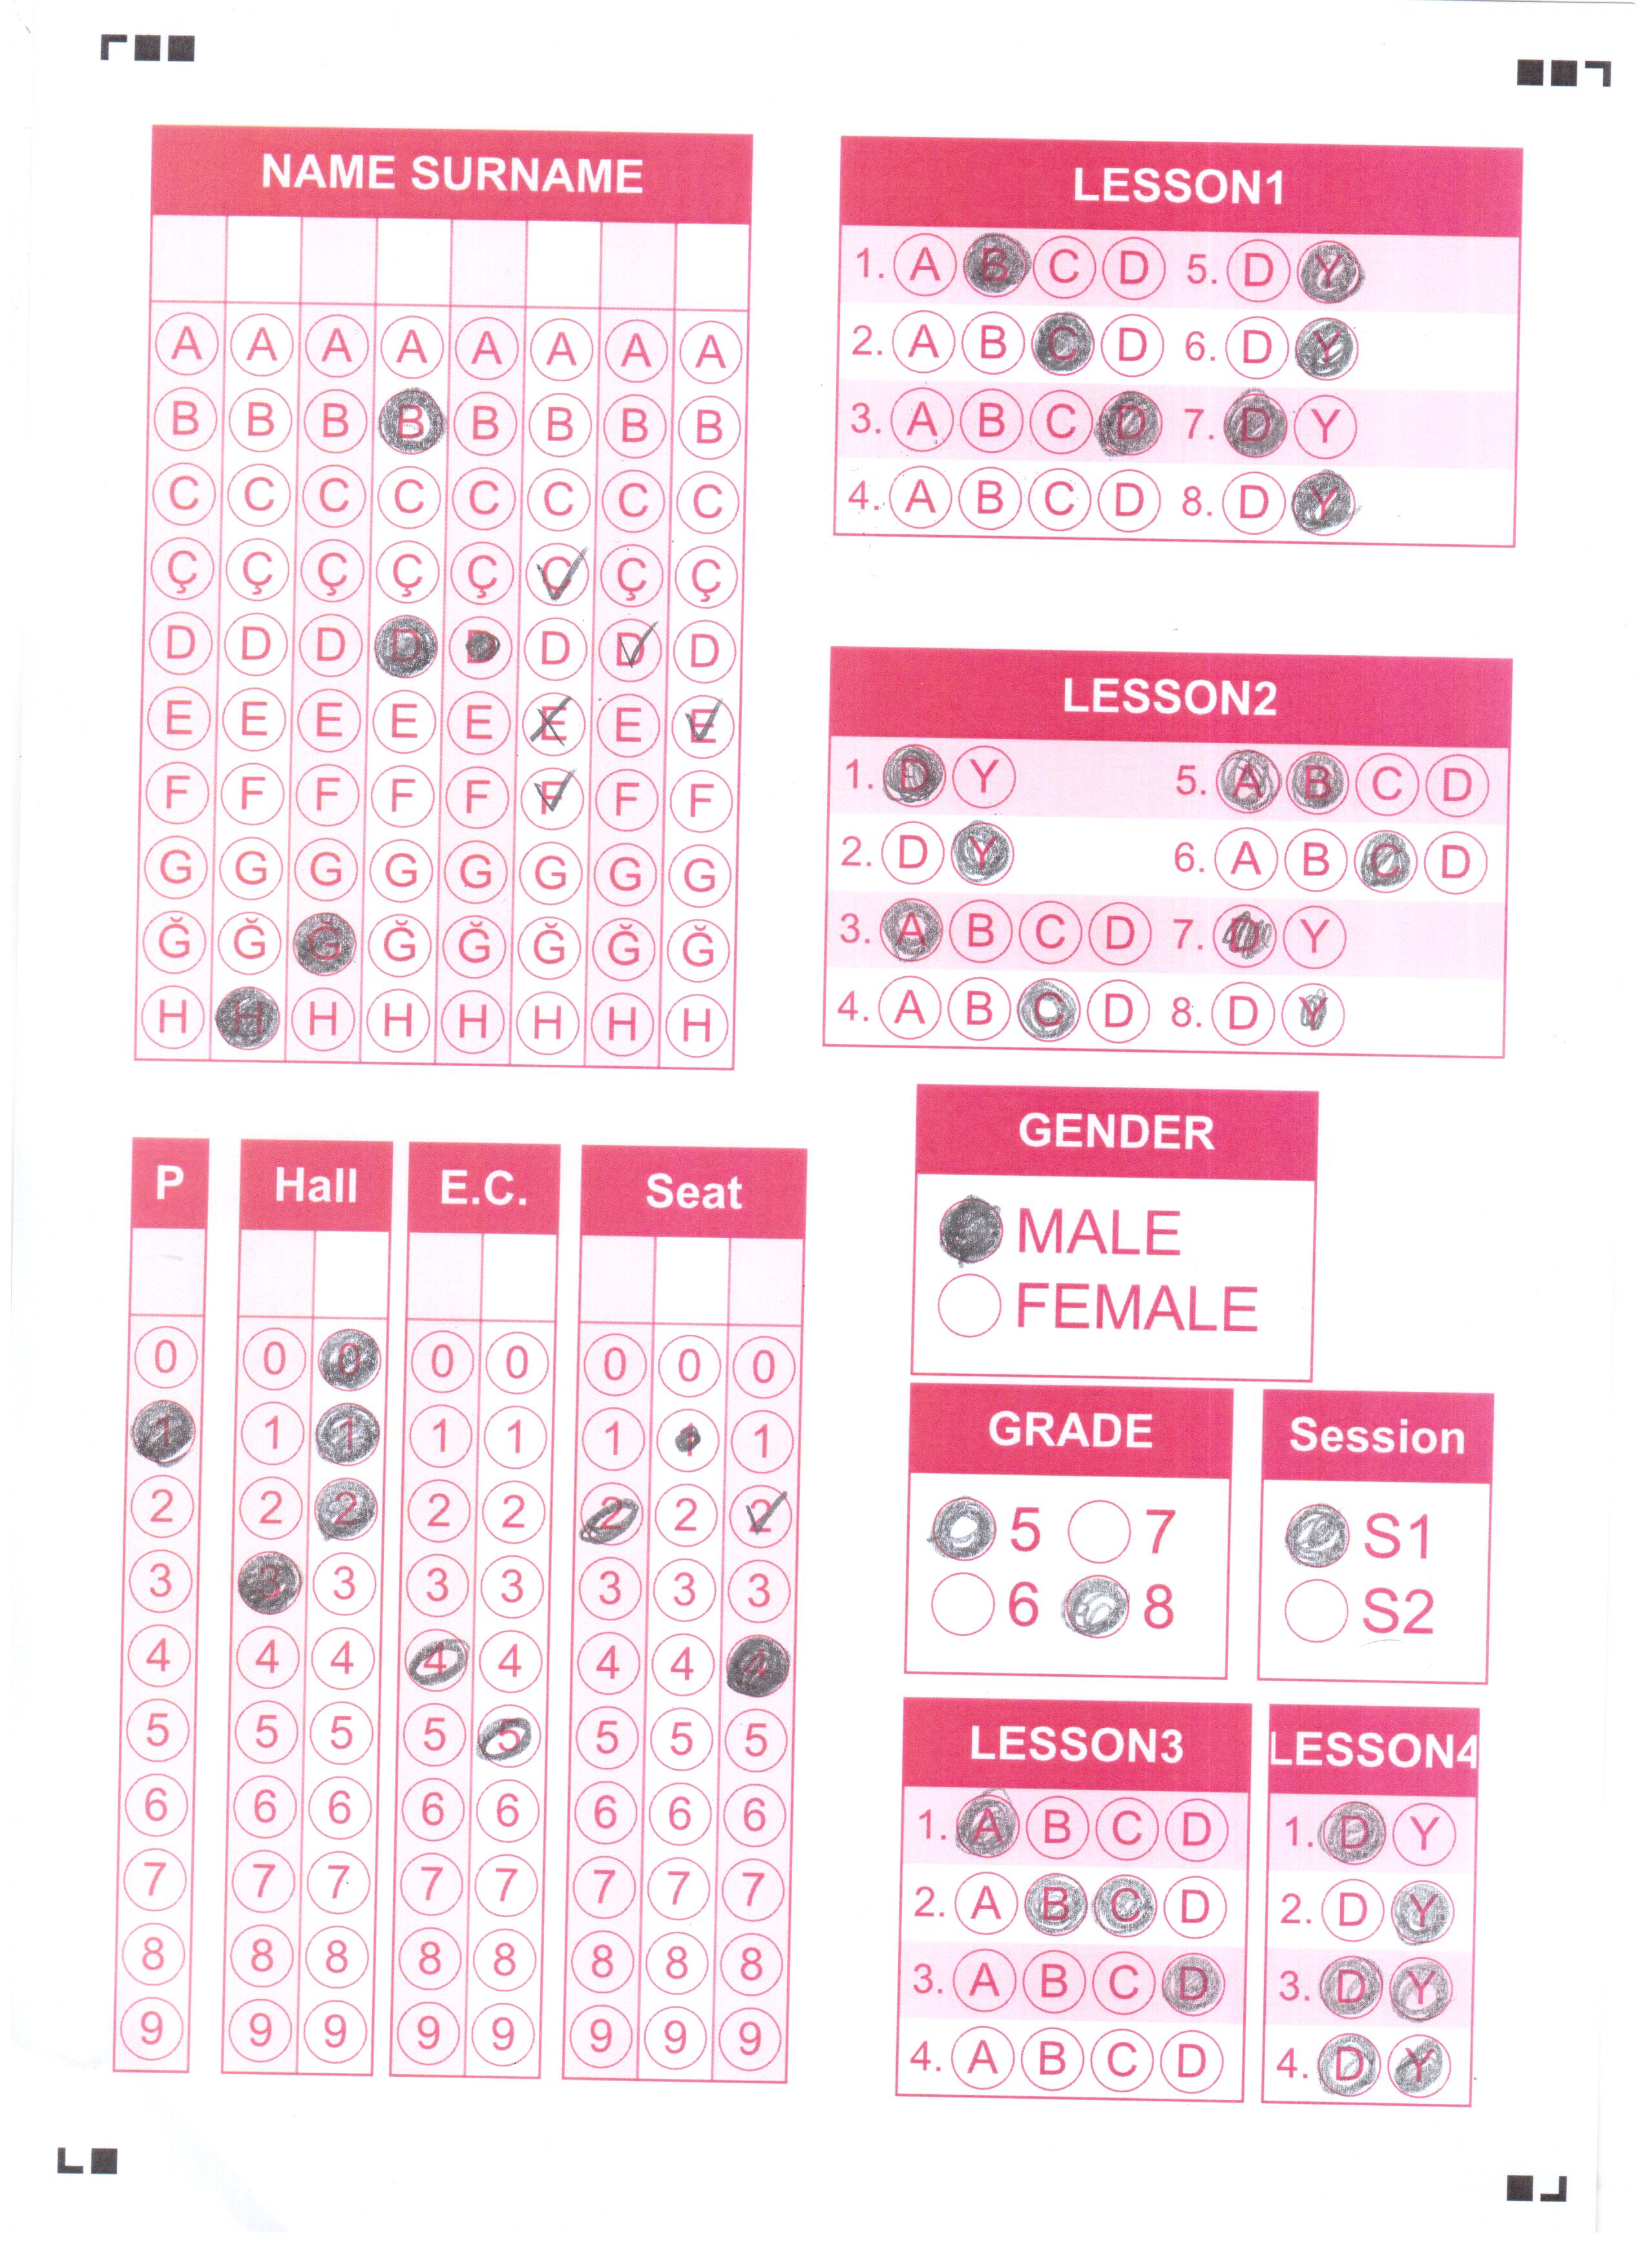 NAME SURNAME
A A A A A A A A
B B B B B B B B
C C C C C C C C
Ç Ç Ç Ç Ç Ç Ç Ç
D D D D D D D D
E E E E E E E E
F F F F F F F F
G G G G G G G G
Ğ Ğ Ğ Ğ Ğ Ğ Ğ Ğ
H H H H H H H H
LESSON1
1. A B C D 5. D Y
2. A B C D 6. D Y
3. A B C D 7. D Y
4. A B C D 8. D Y
LESSON2
1. D Y 5. A B C D
2. D Y 6. A B C D
3. A B C D 7. D Y
4. A B C D 8. D Y
P Hall E.C. Seat
0 0 0 0 0 0 0 0
1 1 1 1 1 1 1 1
2 2 2 2 2 2 2 2
3 3 3 3 3 3 3 3
4 4 4 4 4 4 4 4
5 5 5 5 5 5 5 5
6 6 6 6 6 6 6 6
7 7 7 7 7 7 7 7
8 8 8 8 8 8 8 8
9 9 9 9 9 9 9 9
GENDER
MALE
FEMALE
GRADE
5 7
6 8
Session
S1
S2
LESSON3
1. A B C D
2. A B C D
3. A B C D
4. A B C D
LESSON4
1. D Y
2. D Y
3. D Y
4. D Y